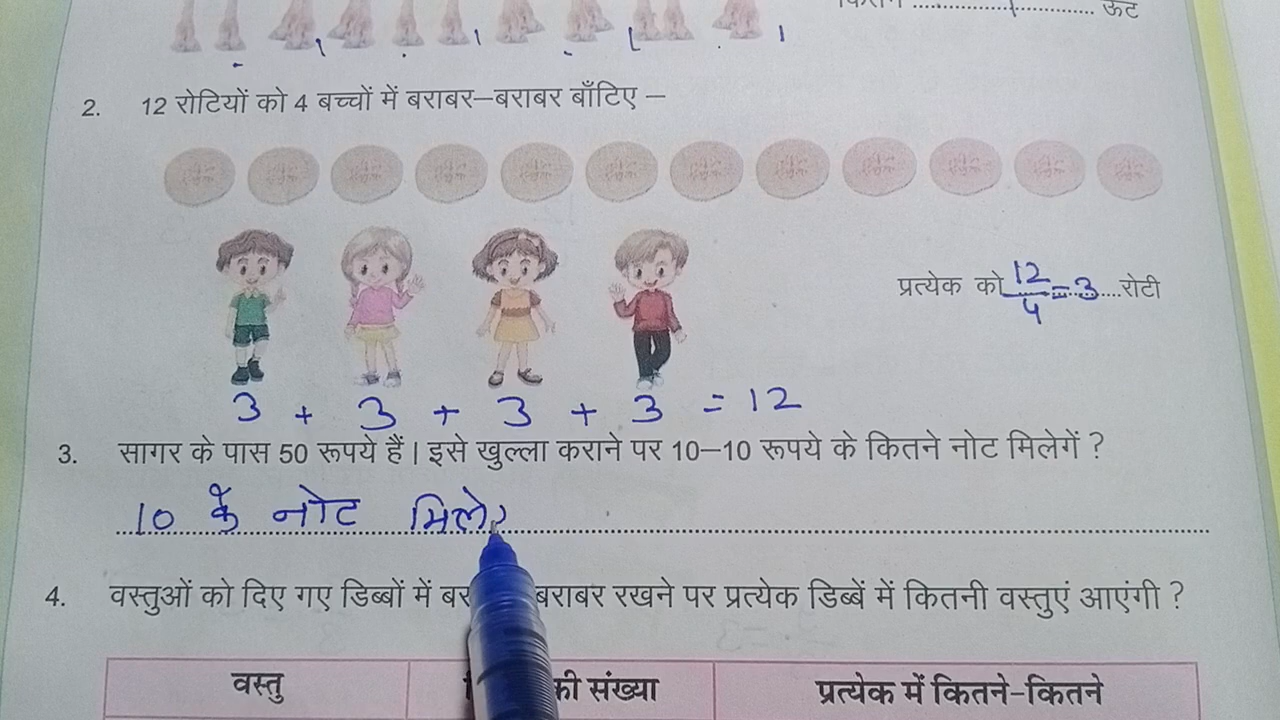 कितने ........................... ऊँट
2. 12 रोटियों को 4 बच्चों में बराबर–बराबर बाँटिए –
प्रत्येक को 12/4 = 3 रोटी
3 + 3 + 3 + 3 = 12
3. सागर के पास 50 रूपये हैं। इसे खुल्ला कराने पर 10–10 रूपये के कितने नोट मिलेगें ?
10 के नोट मिले
4. वस्तुओं को दिए गए डिब्बों में बराबर रखने पर प्रत्येक डिब्बें में कितनी वस्तुएं आएंगी ?
वस्तु की संख्या प्रत्येक में कितने-कितने